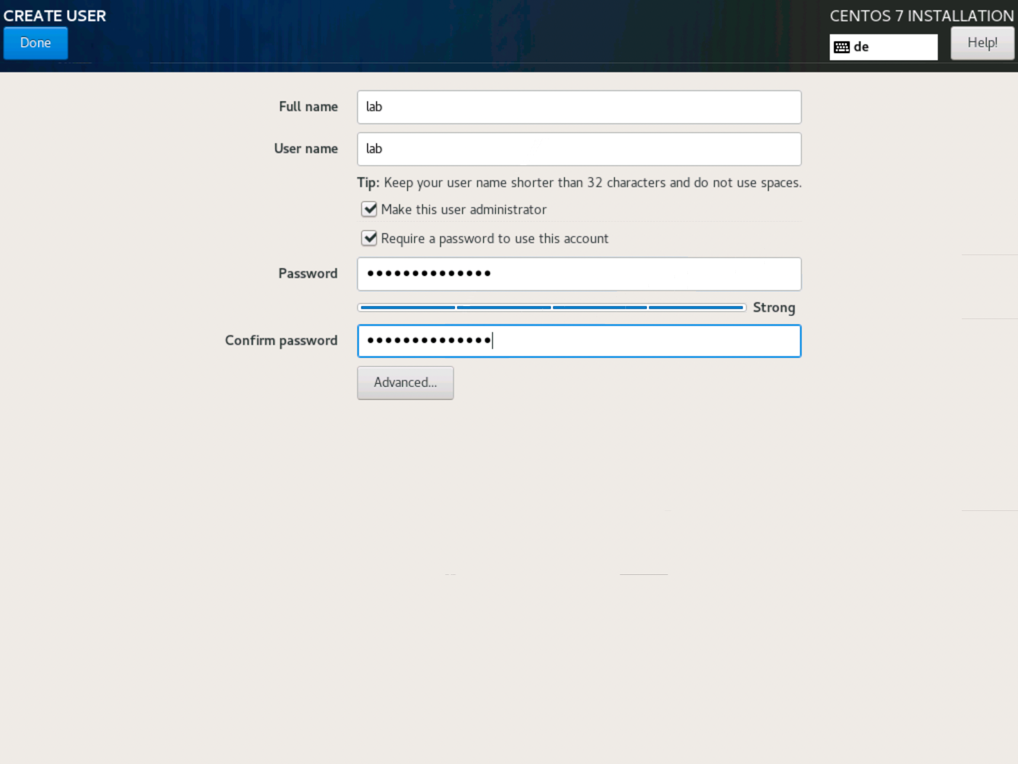 CREATE USER
CENTOS 7 INSTALLATION
Done
de
Help!
Full name
lab
User name
lab
Tip: Keep your user name shorter than 32 characters and do not use spaces.
Make this user administrator
Require a password to use this account
Password
●●●●●●●●●●●●●●
Strong
Confirm password
●●●●●●●●●●●●●●
Advanced...